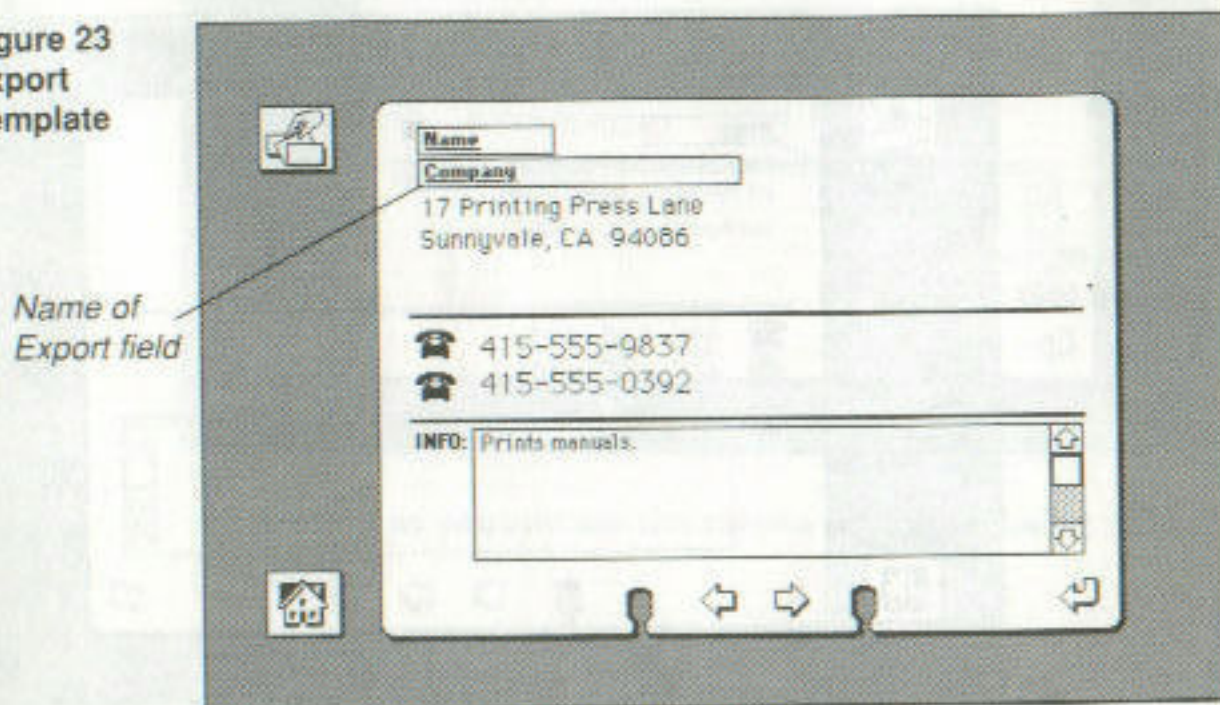 gure 23
xport
emplate
Name
Company
17 Printing Press Lane
Sunnyvale, CA 94086
Name of
Export field
415-555-9837
415-555-0392
INFO: Prints manuals.